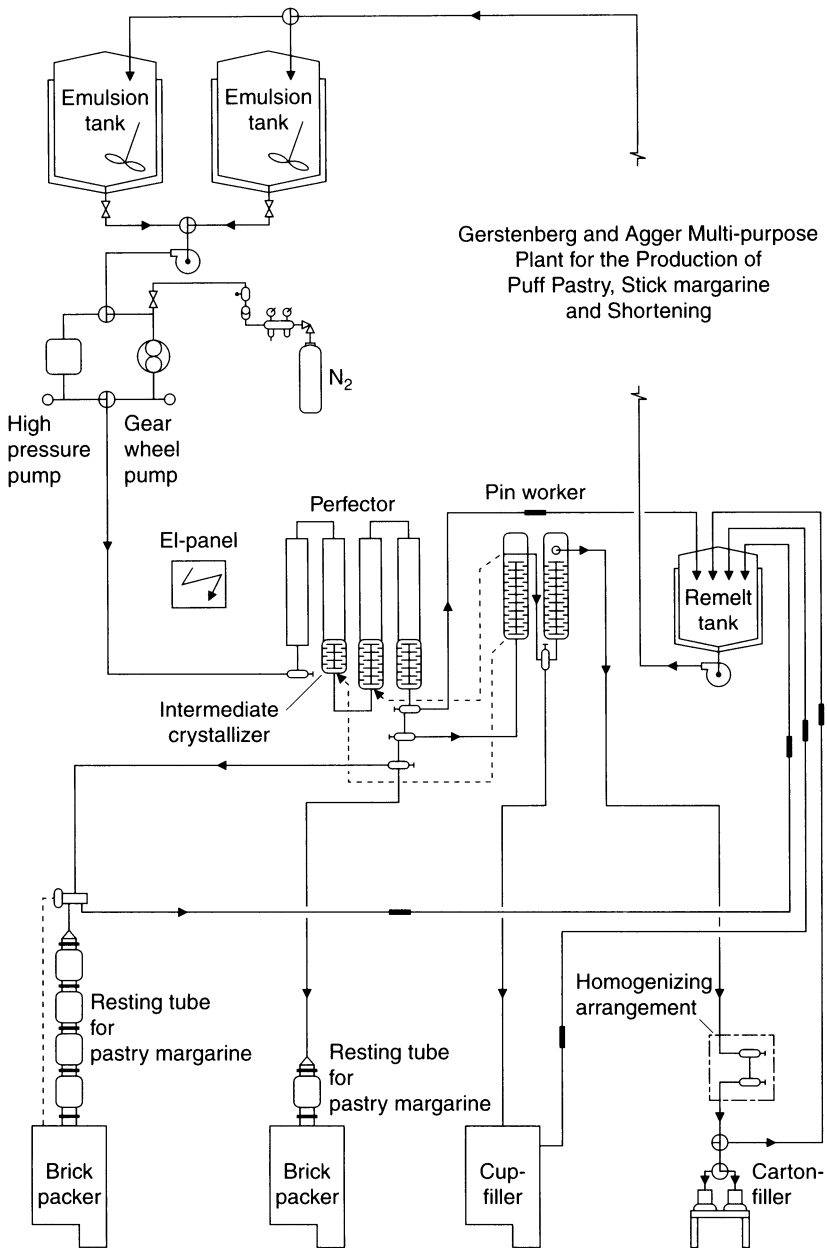 Emulsion
tank
Emulsion
tank
Gerstenberg and Agger Multi-purpose
Plant for the Production of
Puff Pastry, Stick margarine
and Shortening
N2
High
pressure
pump
Gear
wheel
pump
Perfector
Pin worker
El-panel
Remelt
tank
Intermediate
crystallizer
Homogenizing
arrangement
Resting tube
for
pastry margarine
Resting tube
for
pastry margarine
Brick
packer
Brick
packer
Cup-
filler
Carton-
filler